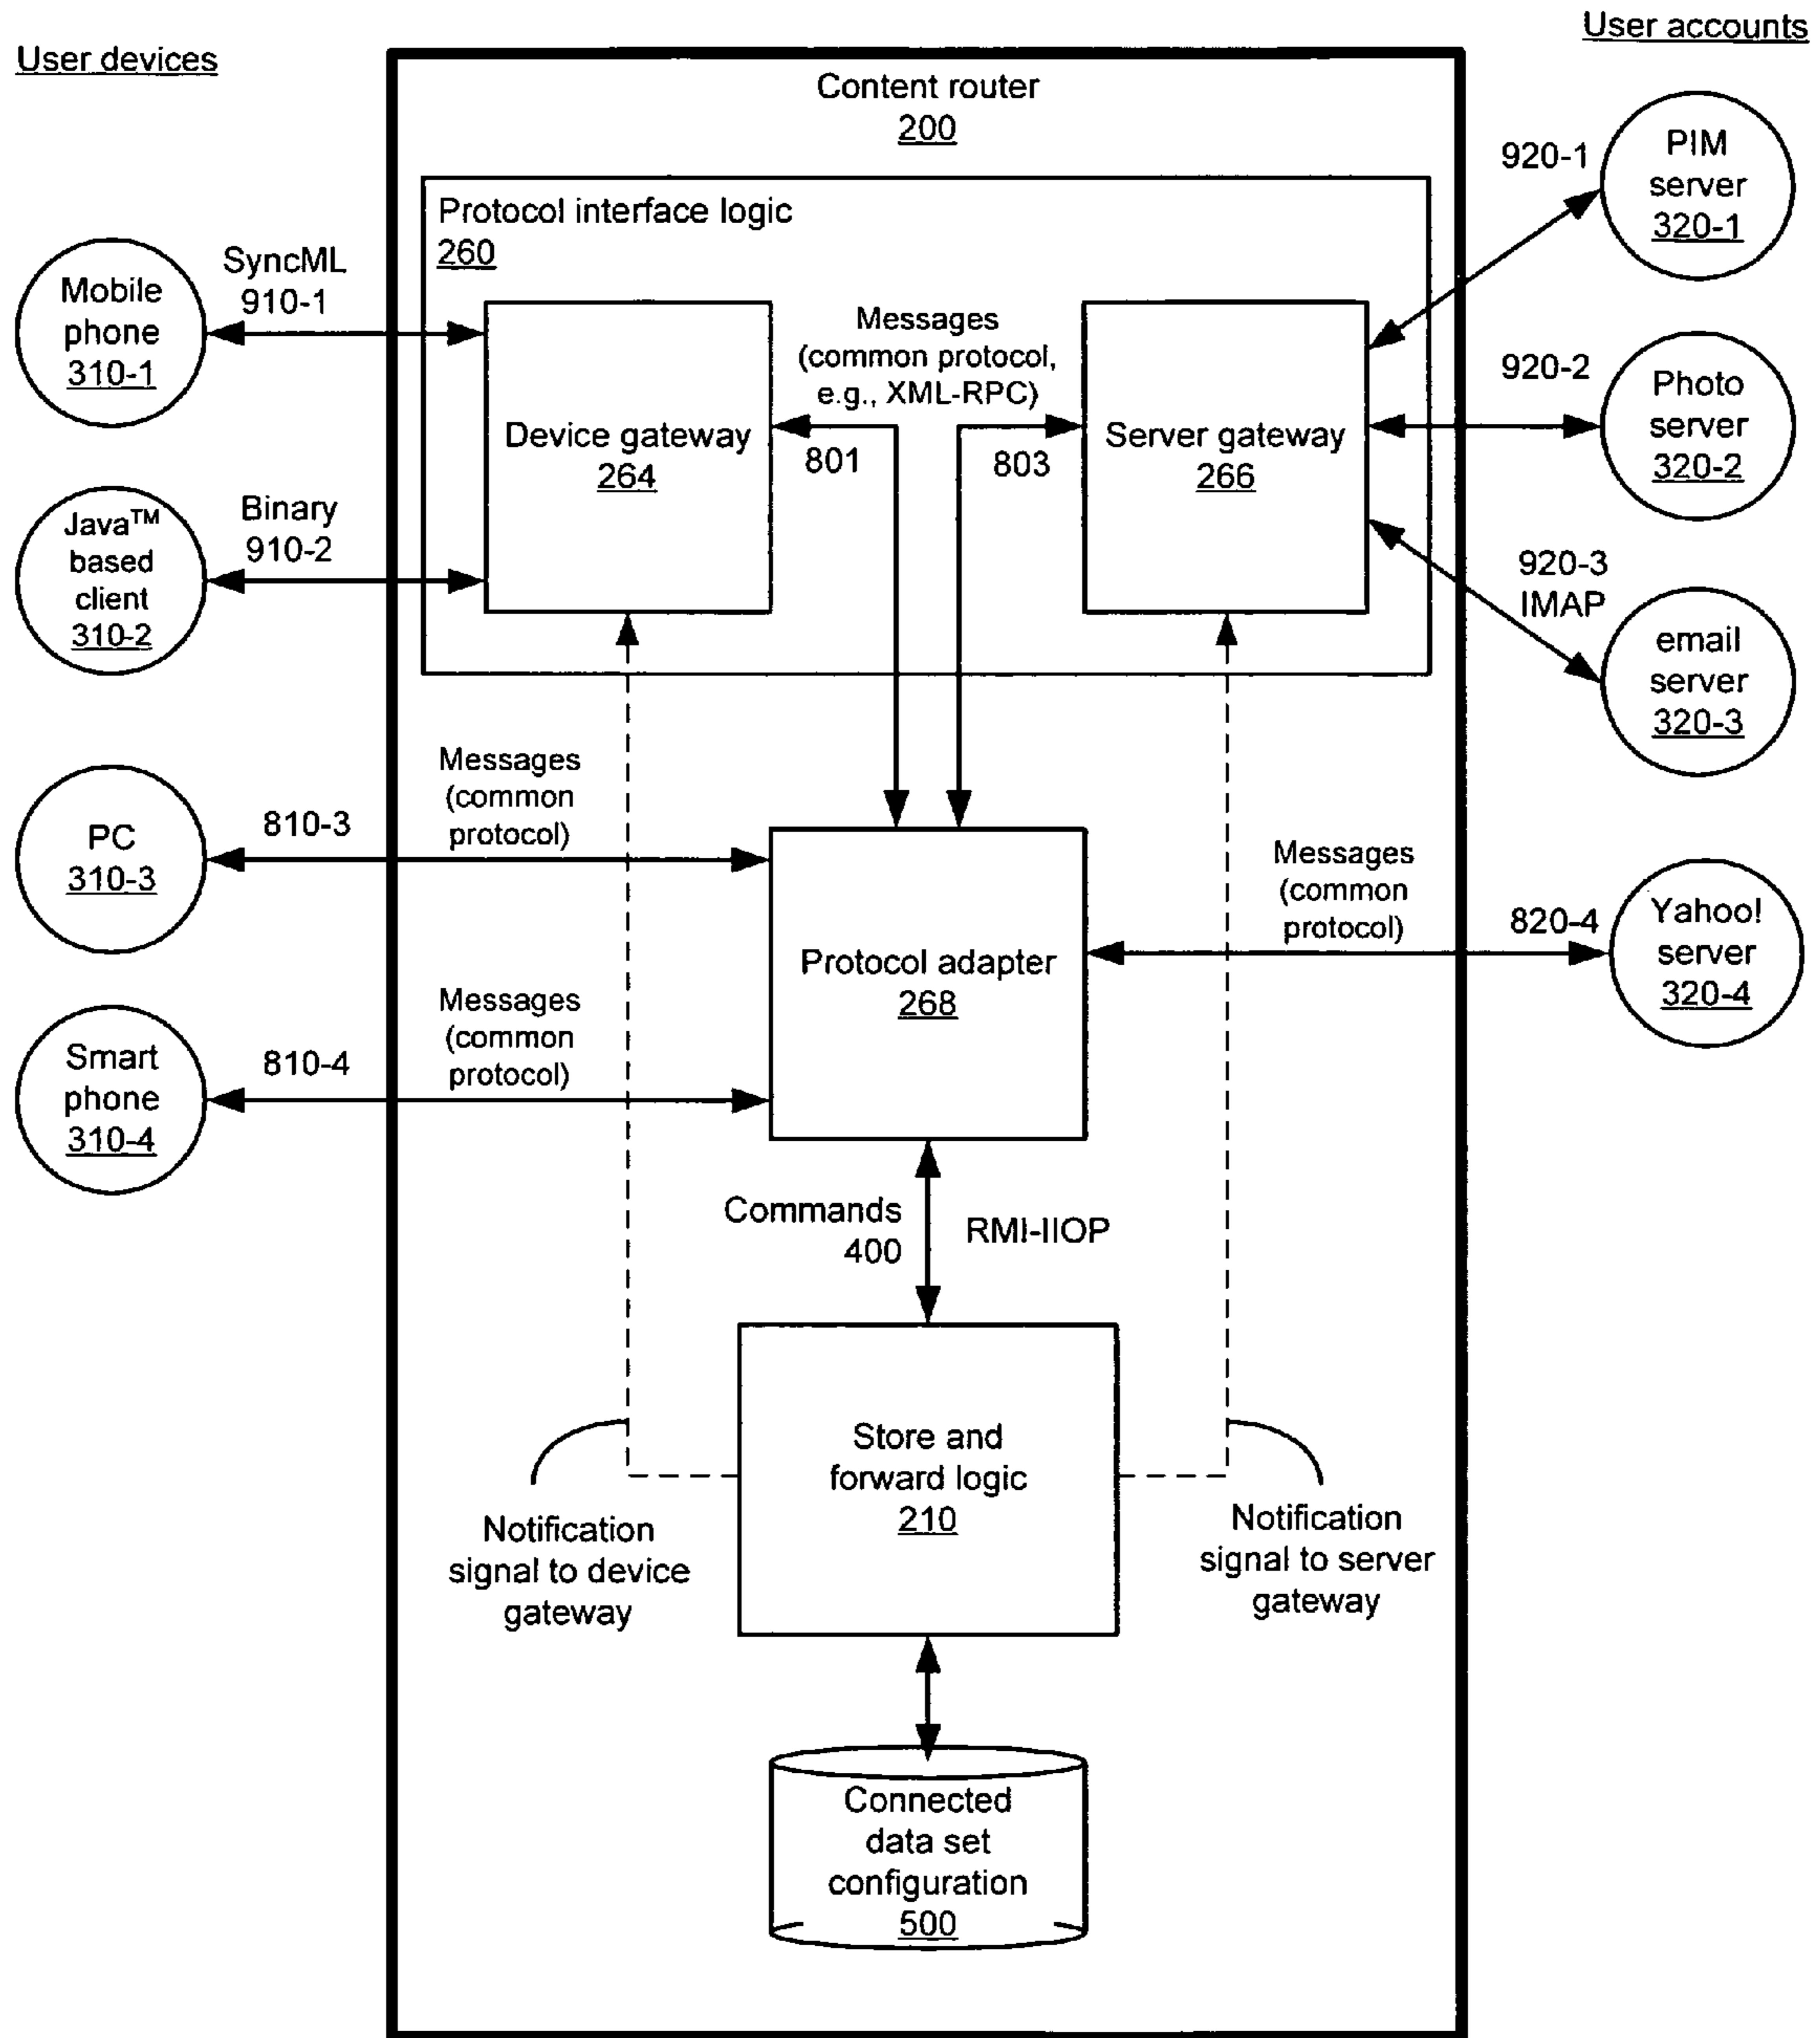 User devices
User accounts
Content router
200
Protocol interface logic
260
Mobile
phone
310-1
SyncML
910-1
Device gateway
264
Messages
(common protocol,
e.g., XML-RPC)
801
803
Server gateway
266
920-1
PIM
server
320-1
920-2
Photo
server
320-2
920-3
IMAP
email
server
320-3
Java™
based
client
310-2
Binary
910-2
PC
310-3
810-3
Messages
(common
protocol)
Smart
phone
310-4
810-4
Messages
(common
protocol)
Protocol adapter
268
Messages
(common
protocol)
820-4
Yahoo!
server
320-4
Commands
400
RMI-IIOP
Store and
forward logic
210
Notification
signal to device
gateway
Notification
signal to server
gateway
Connected
data set
configuration
500